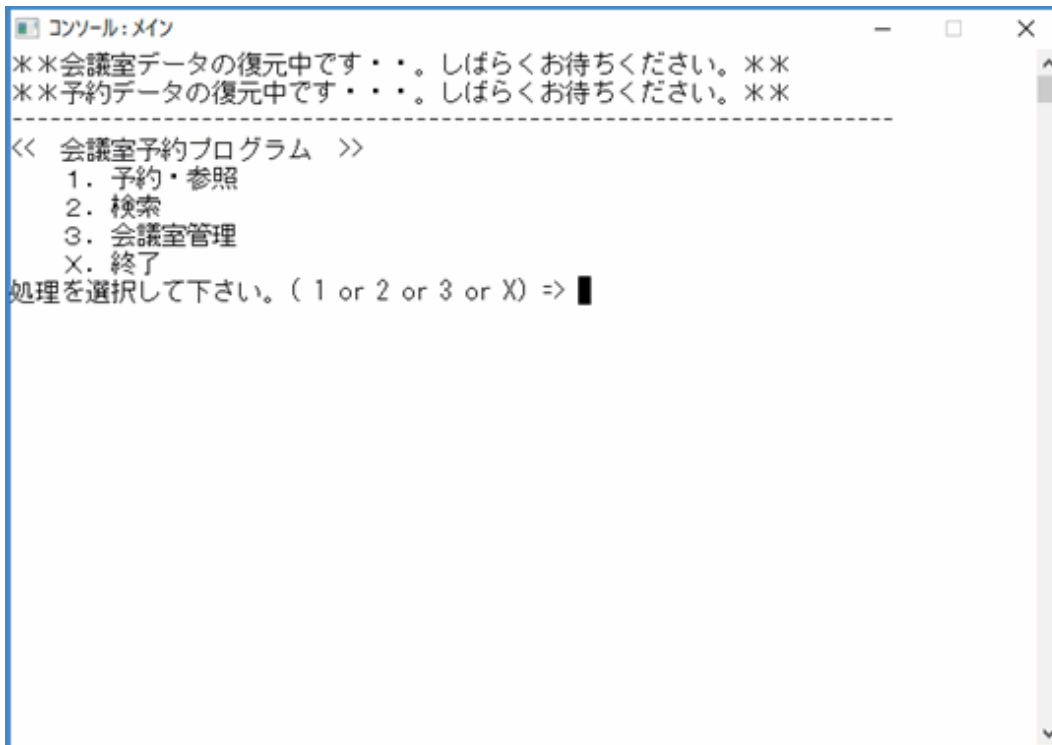 コンソール : メイン
＊＊会議室データの復元中です・・。しばらくお待ちください。＊＊
＊＊予約データの復元中です・・・。しばらくお待ちください。＊＊
----------------------------------------------------------------------
<<　会議室予約プログラム　>>
１．予約・参照
２．検索
３．会議室管理
Ｘ．終了
処理を選択して下さい。( 1 or 2 or 3 or X) =>